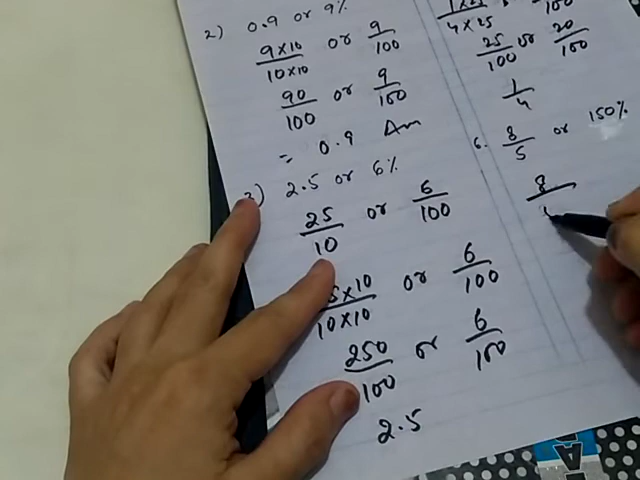 2) 0.9 or 9%
9×10/10×10 or 9/100
90/100 or 9/100
= 0.9 Ans
3) 2.5 or 6%
25/10 or 6/100
5×10/10×10 or 6/100
250/100 or 6/100
2.5
4×25
25/100 or 20/100
1/4
6. 8/5 or 150%
8